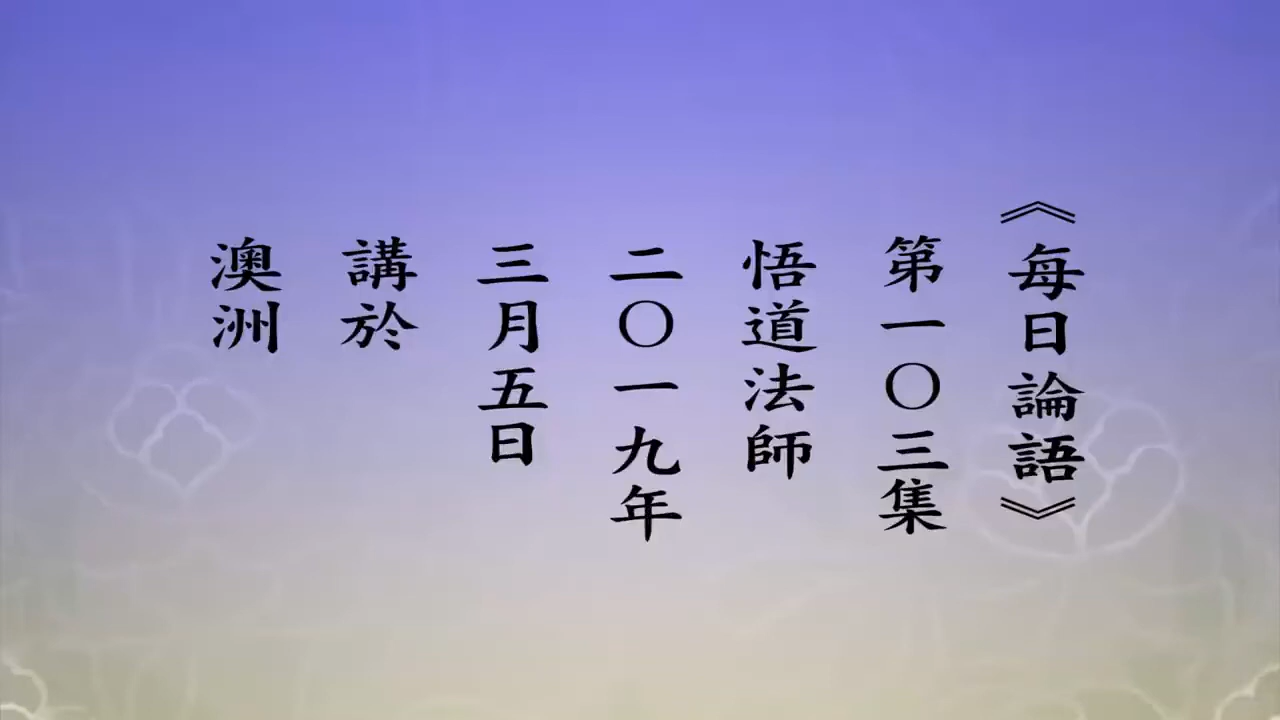 《每日論語》
第一〇三集
悟道法師
二〇一九年
三月五日
講於
澳洲